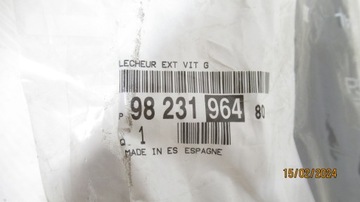 LECHEUR EXT VIT G
P 98 231 964 80
Q 1
MADE IN ES ESPAGNE
15/02/2024